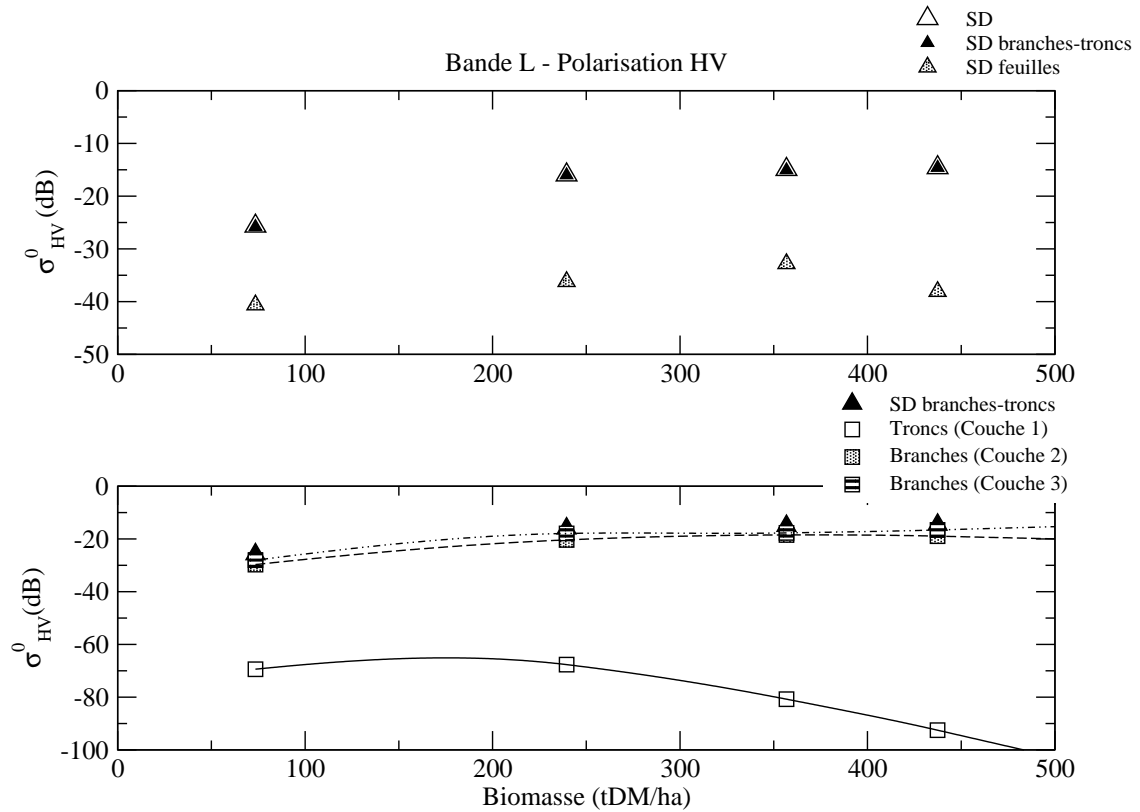 SD
SD branches-troncs
SD feuilles
Bande L - Polarisation HV
0
-10
-20
-30
-40
-50
σ⁰HV (dB)
0 100 200 300 400 500
SD branches-troncs
Troncs (Couche 1)
Branches (Couche 2)
Branches (Couche 3)
0
-20
-40
-60
-80
-100
σ⁰HV(dB)
0 100 200 300 400 500
Biomasse (tDM/ha)